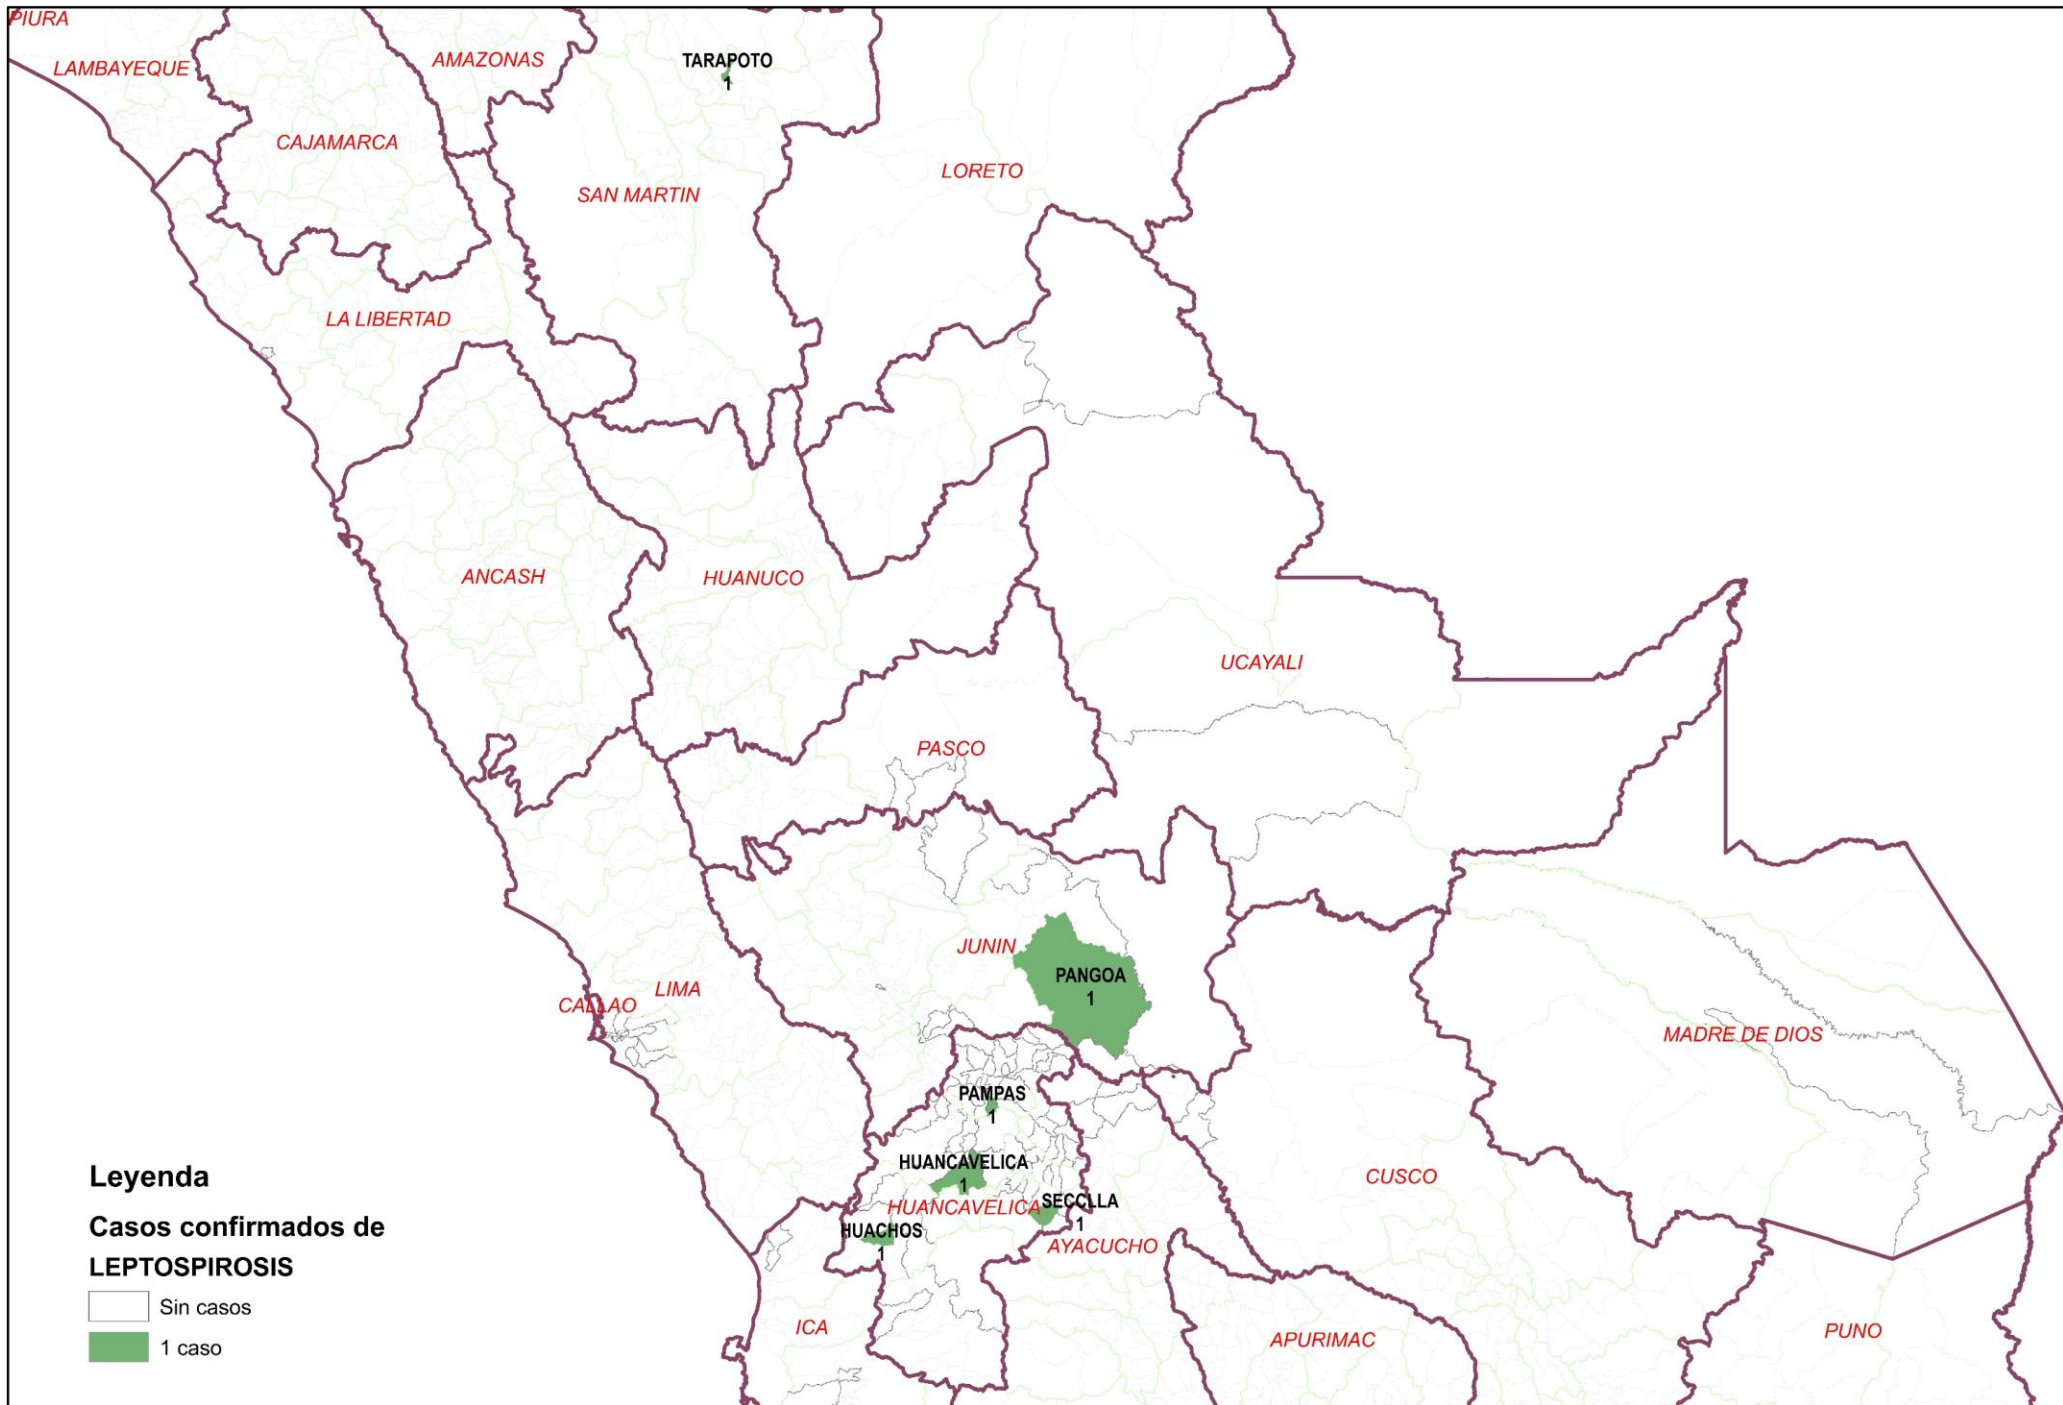 PIURA
LAMBAYEQUE
AMAZONAS
TARAPOTO
1
CAJAMARCA
SAN MARTIN
LORETO
LA LIBERTAD
ANCASH
HUANUCO
UCAYALI
PASCO
JUNIN
PANGOA
1
LIMA
CALLAO
MADRE DE DIOS
PAMPAS
1
HUANCAVELICA
1
HUANCAVELICA
SECCLLA
1
HUACHOS
1
AYACUCHO
CUSCO
ICA
APURIMAC
PUNO
Leyenda
Casos confirmados de
LEPTOSPIROSIS
Sin casos
1 caso